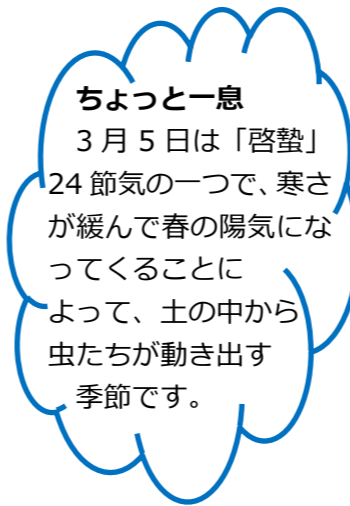 ちょっと一息
3月5日は「啓蟄」
24節気の一つで、寒さ
が緩んで春の陽気にな
ってくることに
よって、土の中から
虫たちが動き出す
季節です。